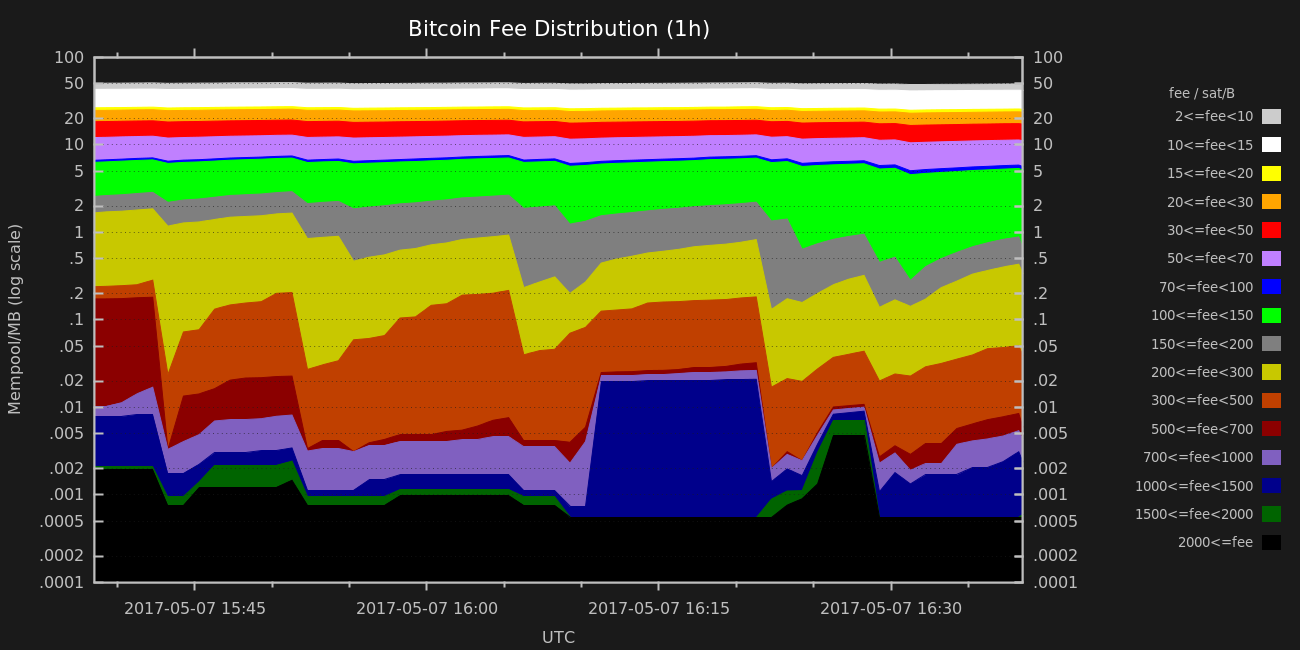 Bitcoin Fee Distribution (1h)
100
50
20
10
5
2
1
.5
.2
.1
.05
.02
.01
.005
.002
.001
.0005
.0002
.0001
Mempool/MB (log scale)
100
50
20
10
5
2
1
.5
.2
.1
.05
.02
.01
.005
.002
.001
.0005
.0002
.0001
2017-05-07 15:45
2017-05-07 16:00
2017-05-07 16:15
2017-05-07 16:30
UTC
fee / sat/B
2<=fee<10
10<=fee<15
15<=fee<20
20<=fee<30
30<=fee<50
50<=fee<70
70<=fee<100
100<=fee<150
150<=fee<200
200<=fee<300
300<=fee<500
500<=fee<700
700<=fee<1000
1000<=fee<1500
1500<=fee<2000
2000<=fee